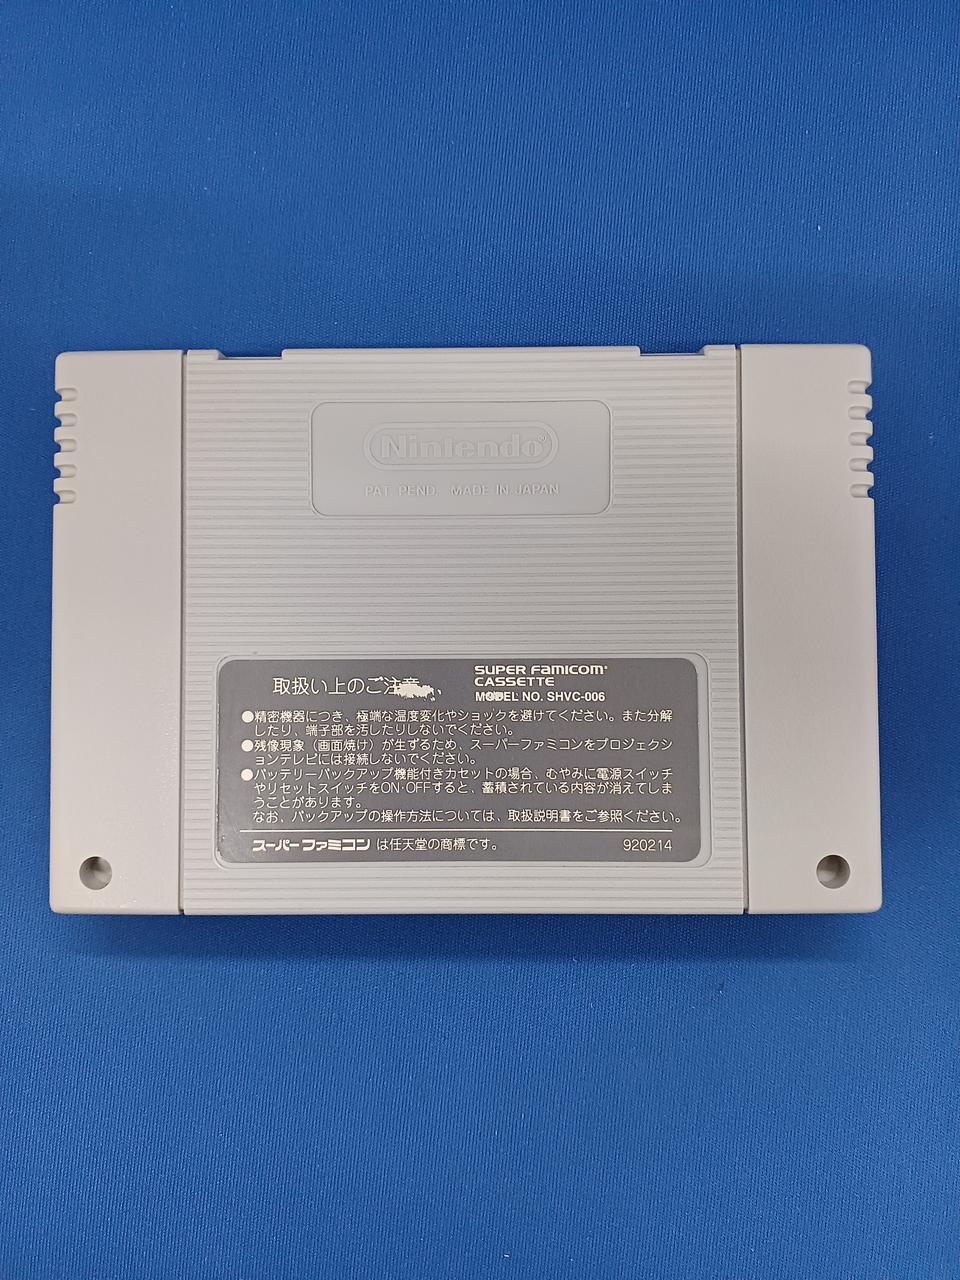 Nintendo®
PAT. PEND. MADE IN JAPAN
取扱い上のご注意
SUPER FAMICOM®
CASSETTE
MODEL NO. SHVC-006
●精密機器につき、極端な温度変化やショックを避けてください。また分解
したり、端子部を汚したりしないでください。
●残像現象（画面焼け）が生ずるため、スーパーファミコンをプロジェクシ
ョンテレビには接続しないでください。
●バッテリーバックアップ機能付きカセットの場合、むやみに電源スイッチ
やリセットスイッチをON·OFFすると、蓄積されている内容が消えてしま
うことがあります。
なお、バックアップの操作方法については、取扱説明書をご参照ください。
スーパーファミコンは任天堂の商標です。
920214